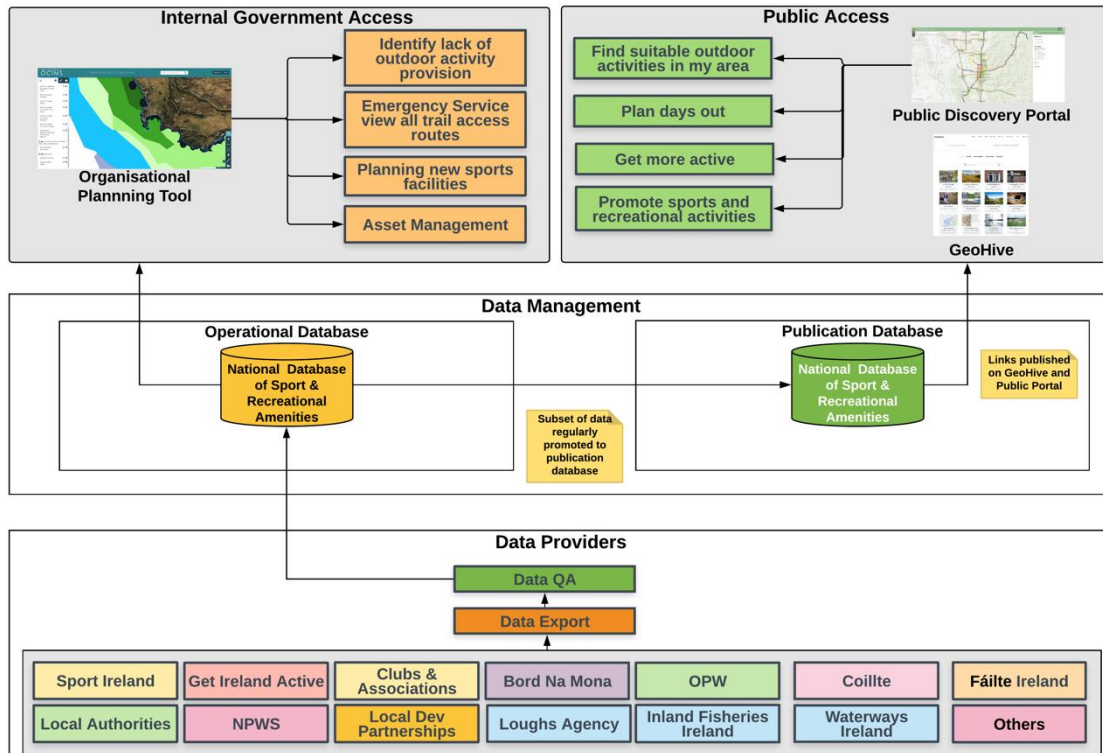 Internal Government Access
OCIMS
Organisational
Plannning Tool
Identify lack of
outdoor activity
provision
Emergency Service
view all trail access
routes
Planning new sports
facilities
Asset Management
Public Access
Find suitable outdoor
activities in my area
Plan days out
Get more active
Promote sports and
recreational activities
Public Discovery Portal
GeoHive
Data Management
Operational Database
National Database
of Sport &
Recreational
Amenities
Subset of data
regularly
promoted to
publication
database
Publication Database
National Database
of Sport &
Recreational
Amenities
Links published
on GeoHive and
Public Portal
Data Providers
Data QA
Data Export
Sport Ireland
Get Ireland Active
Clubs &
Associations
Bord Na Mona
OPW
Coillte
Fáilte Ireland
Local Authorities
NPWS
Local Dev
Partnerships
Loughs Agency
Inland Fisheries
Ireland
Waterways
Ireland
Others